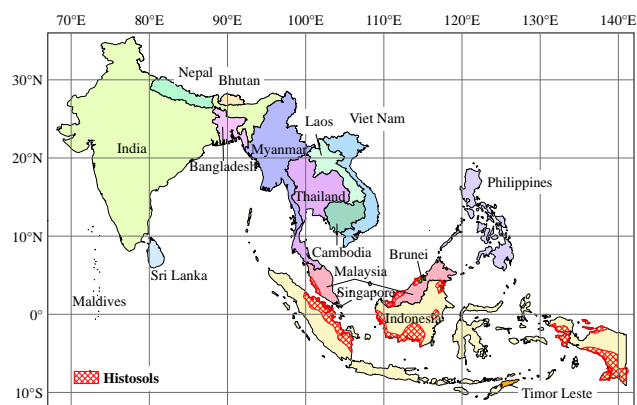 70°E 80°E 90°E 100°E 110°E 120°E 130°E 140°E
30°N
Nepal
Bhutan
Laos
Viet Nam
India
Myanmar
20°N
Bangladesh
Philippines
Thailand
10°N
Cambodia
Brunei
Sri Lanka
Malaysia
Singapore
Maldives
0°
Indonesia
Histosols
Timor Leste
10°S